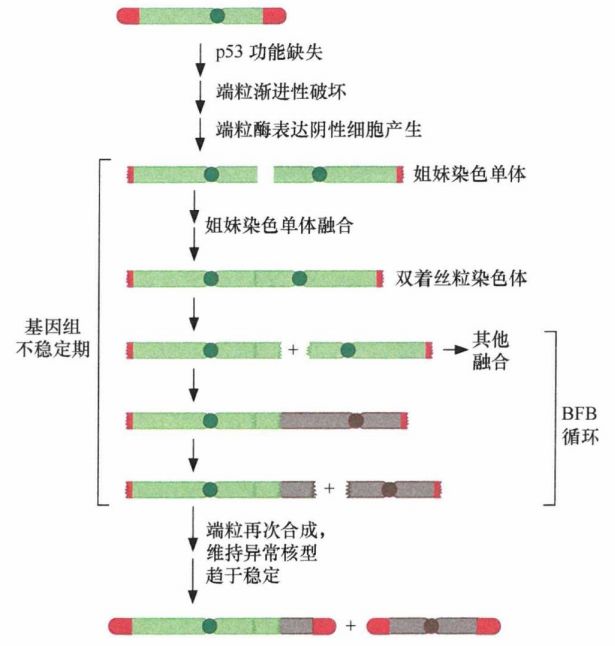 p53 功能缺失
端粒渐进性破坏
端粒酶表达阴性细胞产生
姐妹染色单体
姐妹染色单体融合
双着丝粒染色体
基因组
不稳定期
+
其他
融合
BFB
循环
+
端粒再次合成，
维持异常核型
趋于稳定
+